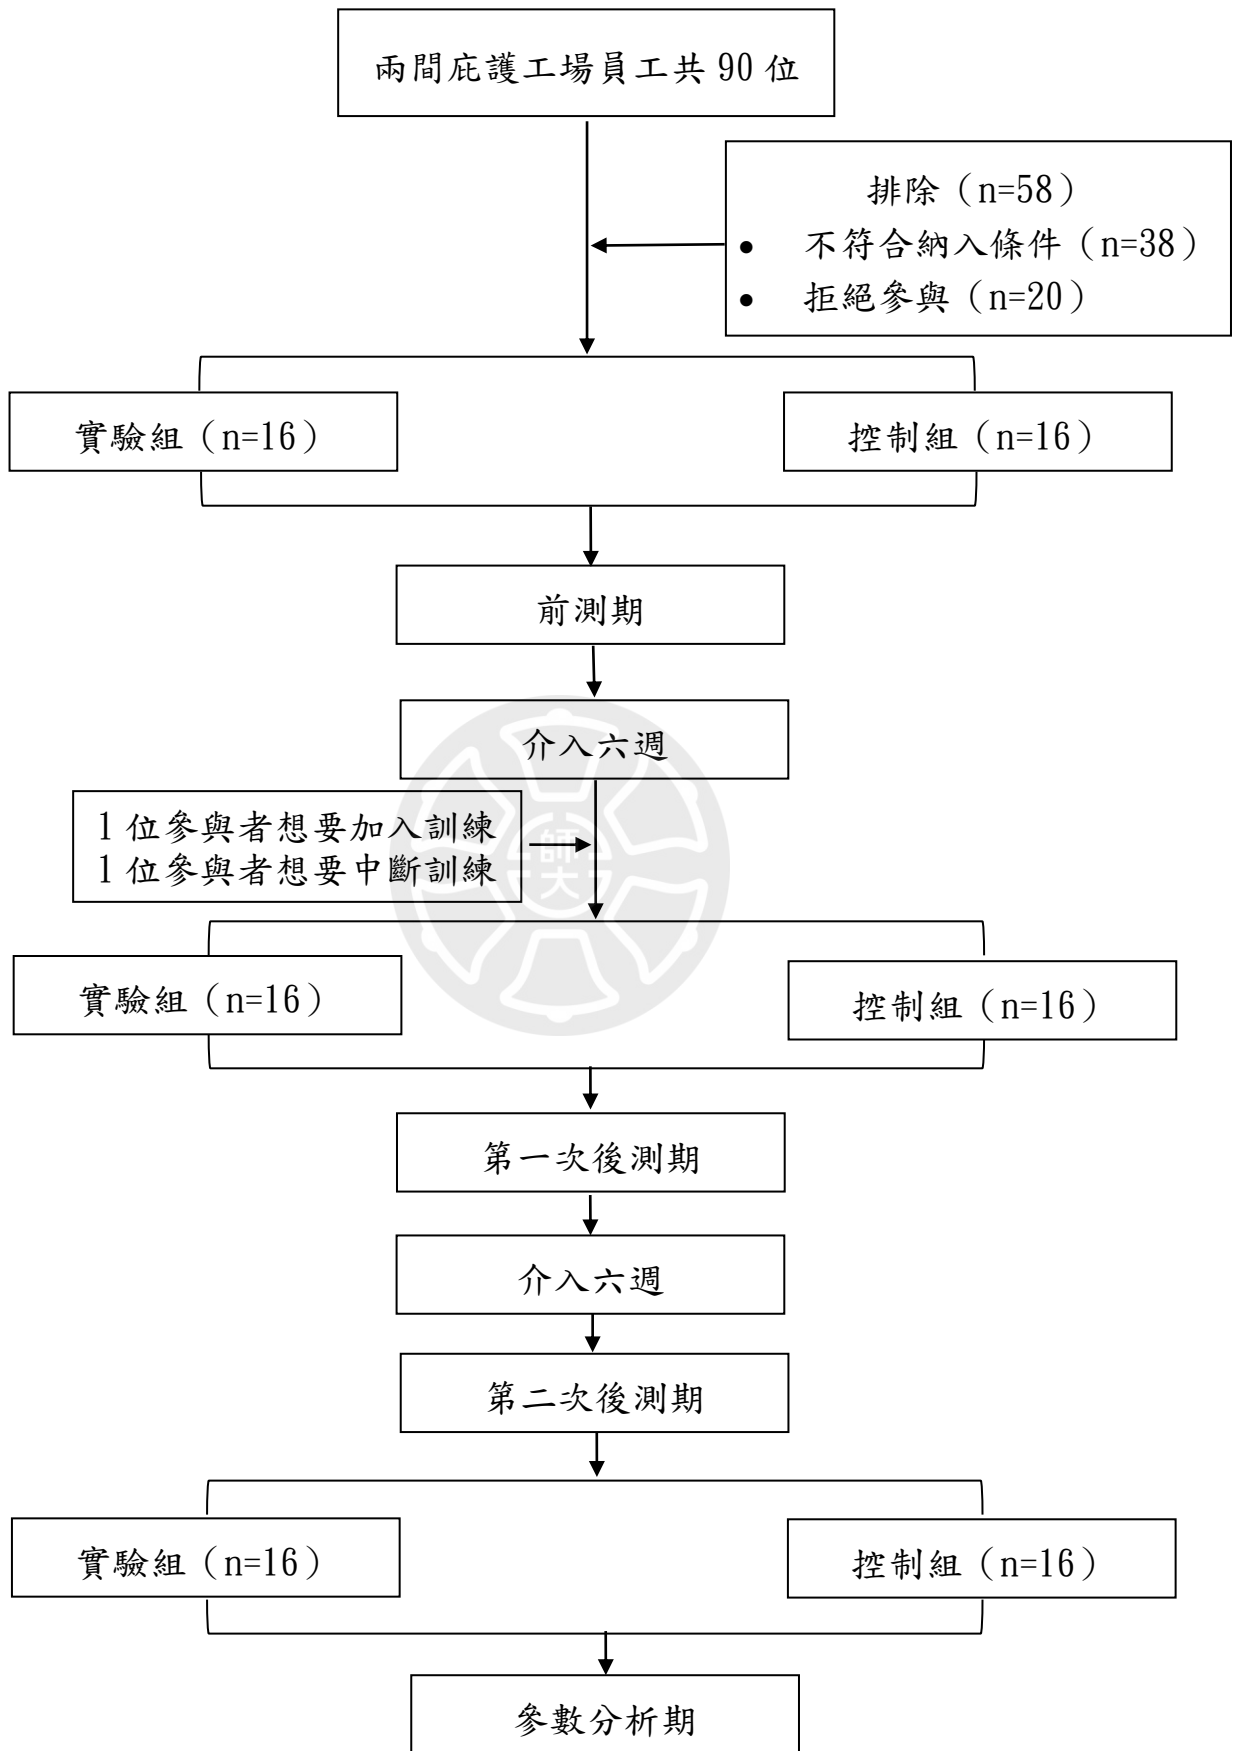 兩間庇護工場員工共 90 位
排除（n=58）
● 不符合納入條件（n=38）
● 拒絕參與（n=20）
實驗組（n=16）
控制組（n=16）
前測期
介入六週
1 位參與者想要加入訓練
1 位參與者想要中斷訓練
師大
實驗組（n=16）
控制組（n=16）
第一次後測期
介入六週
第二次後測期
實驗組（n=16）
控制組（n=16）
參數分析期